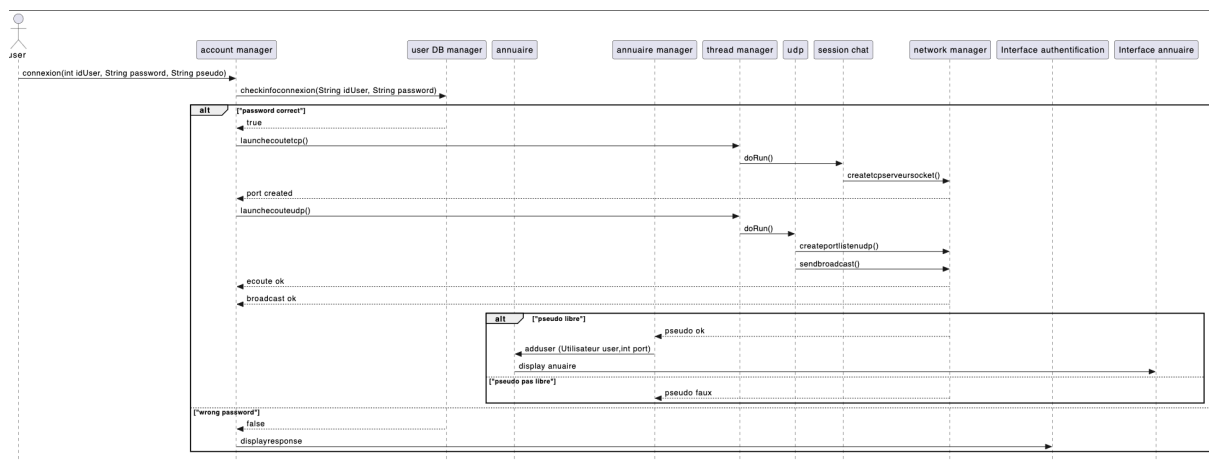 user
account manager
user DB manager
annuaire
annuaire manager
thread manager
udp
session chat
network manager
Interface authentification
Interface annuaire
connexion(int idUser, String password, String pseudo)
checkinfoconnexion(String idUser, String password)
alt ["password correct"]
true
launchecoutetcp()
doRun()
createtcpserveursocket()
port created
launchecouteudp()
doRun()
createportlistenudp()
sendbroadcast()
ecoute ok
broadcast ok
alt ["pseudo libre"]
pseudo ok
adduser (Utilisateur user,int port)
display anuaire
["pseudo pas libre"]
pseudo faux
["wrong password"]
false
displayresponse